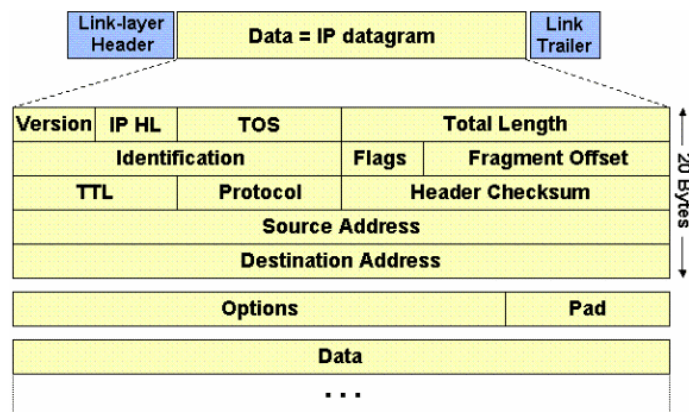 Link-layer Header Data = IP datagram Link Trailer
Version IP HL TOS Total Length
Identification Flags Fragment Offset
TTL Protocol Header Checksum
Source Address
Destination Address
20 Bytes
Options Pad
Data
. . .